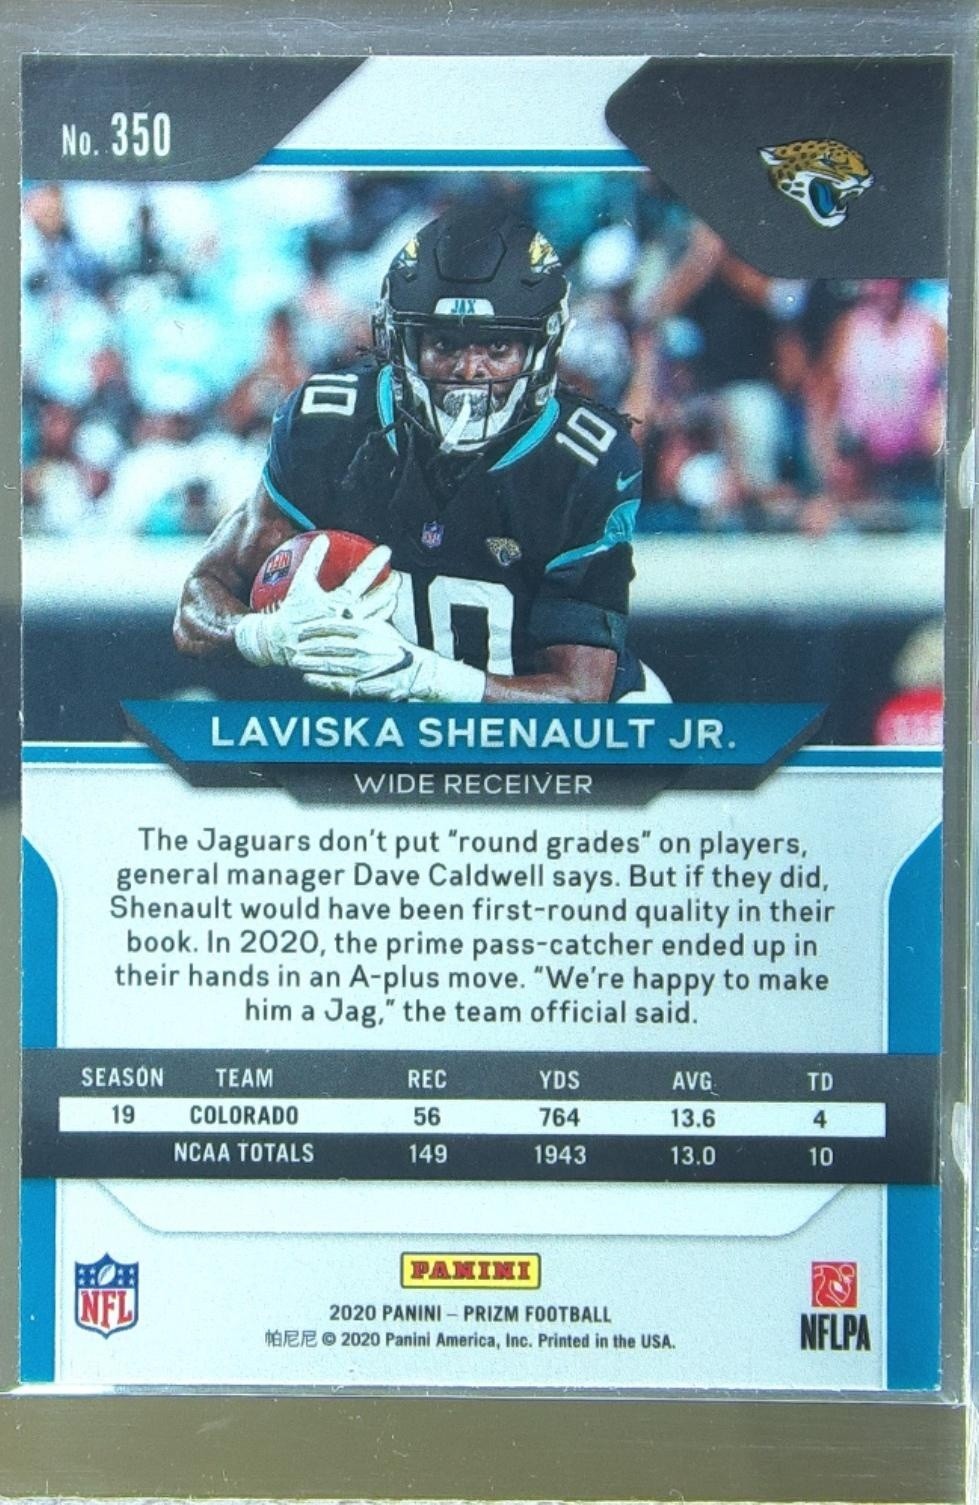 No. 350
JAX
10
10
10
LAVISKA SHENAULT JR.
WIDE RECEIVER
The Jaguars don't put "round grades" on players,
general manager Dave Caldwell says. But if they did,
Shenault would have been first-round quality in their
book. In 2020, the prime pass-catcher ended up in
their hands in an A-plus move. "We're happy to make
him a Jag," the team official said.
SEASON TEAM REC YDS AVG TD
19 COLORADO 56 764 13.6 4
NCAA TOTALS 149 1943 13.0 10
NFL
PANINI
2020 PANINI – PRIZM FOOTBALL
帕尼尼 © 2020 Panini America, Inc. Printed in the USA.
NFLPA